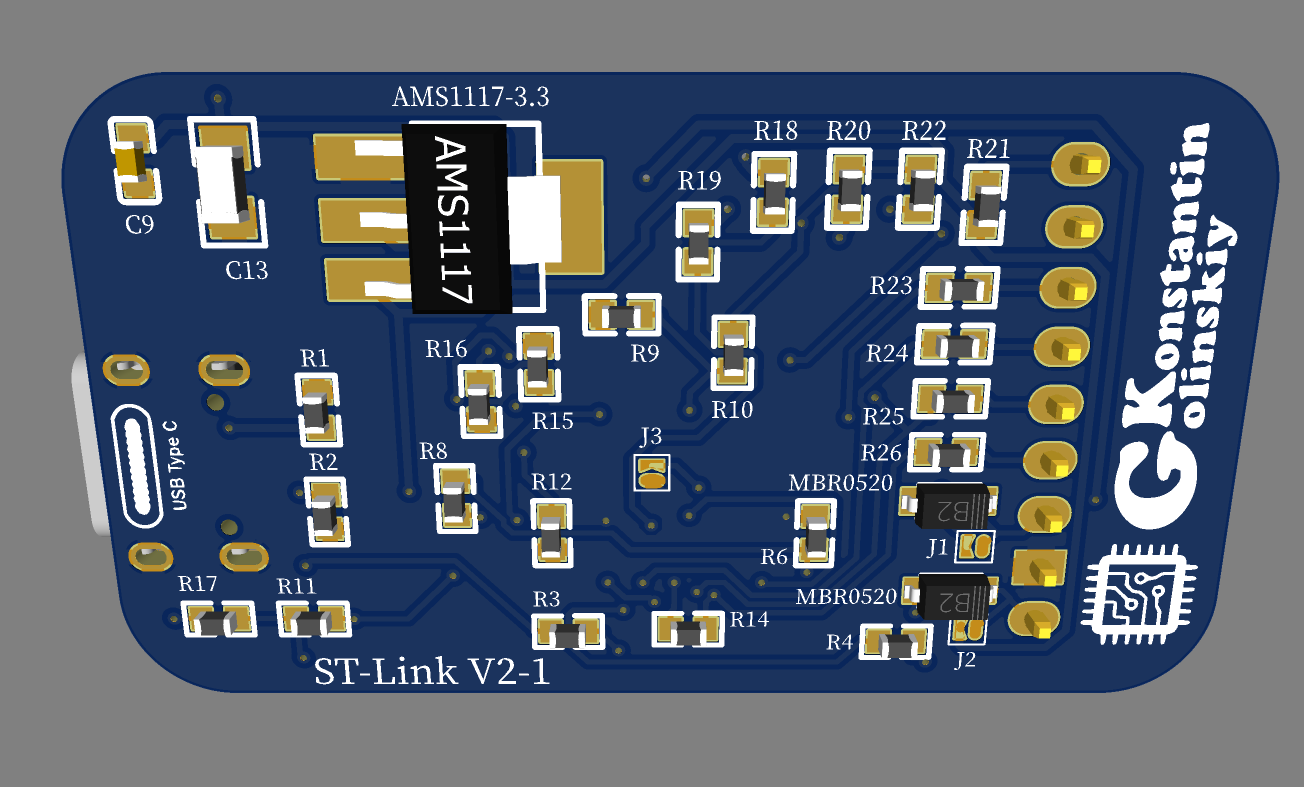 AMS1117-3.3
AMS1117
C9
C13
R18
R20
R22
R21
R19
R23
R24
R25
R26
R9
R10
R16
R15
R1
R2
R8
R12
J3
MBR0520
B2
R6
J1
MBR0520
B2
R4
J2
USB Type C
R17
R11
R3
R14
ST-Link V2-1
GKonstantin
olinskiy